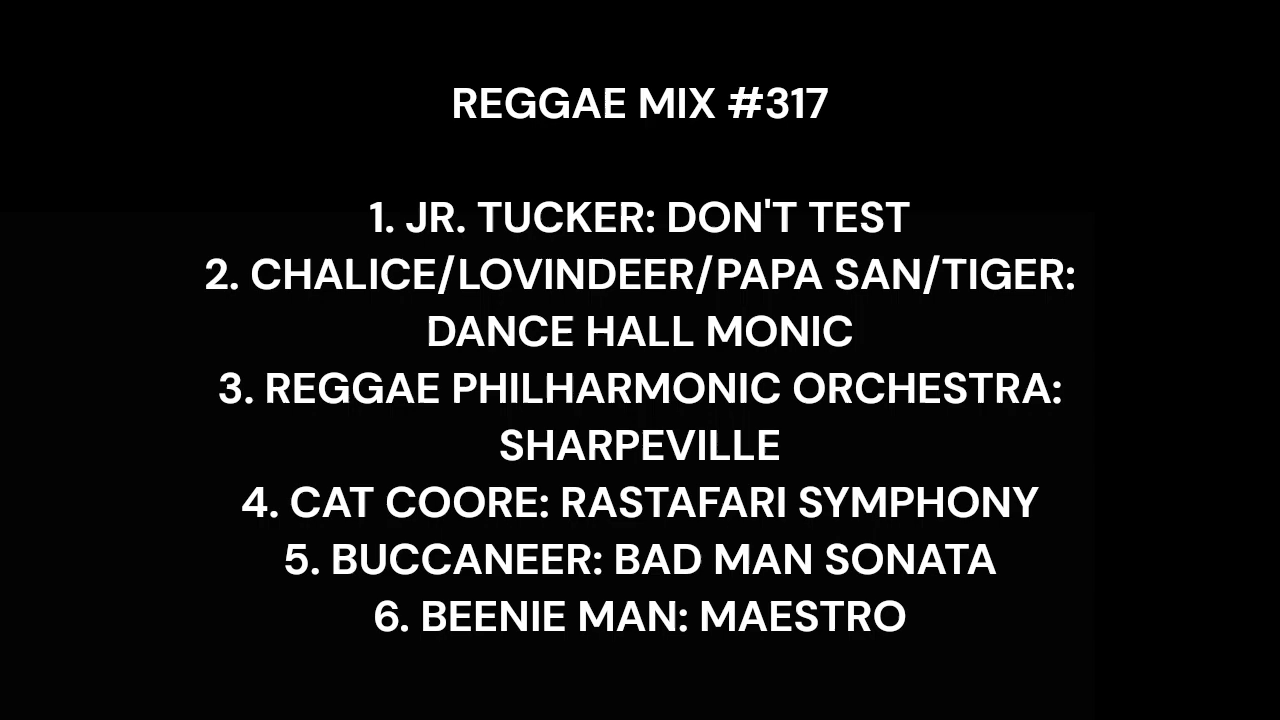 REGGAE MIX #317
1. JR. TUCKER: DON'T TEST
2. CHALICE/LOVINDEER/PAPA SAN/TIGER:
DANCE HALL MONIC
3. REGGAE PHILHARMONIC ORCHESTRA:
SHARPEVILLE
4. CAT COORE: RASTAFARI SYMPHONY
5. BUCCANEER: BAD MAN SONATA
6. BEENIE MAN: MAESTRO